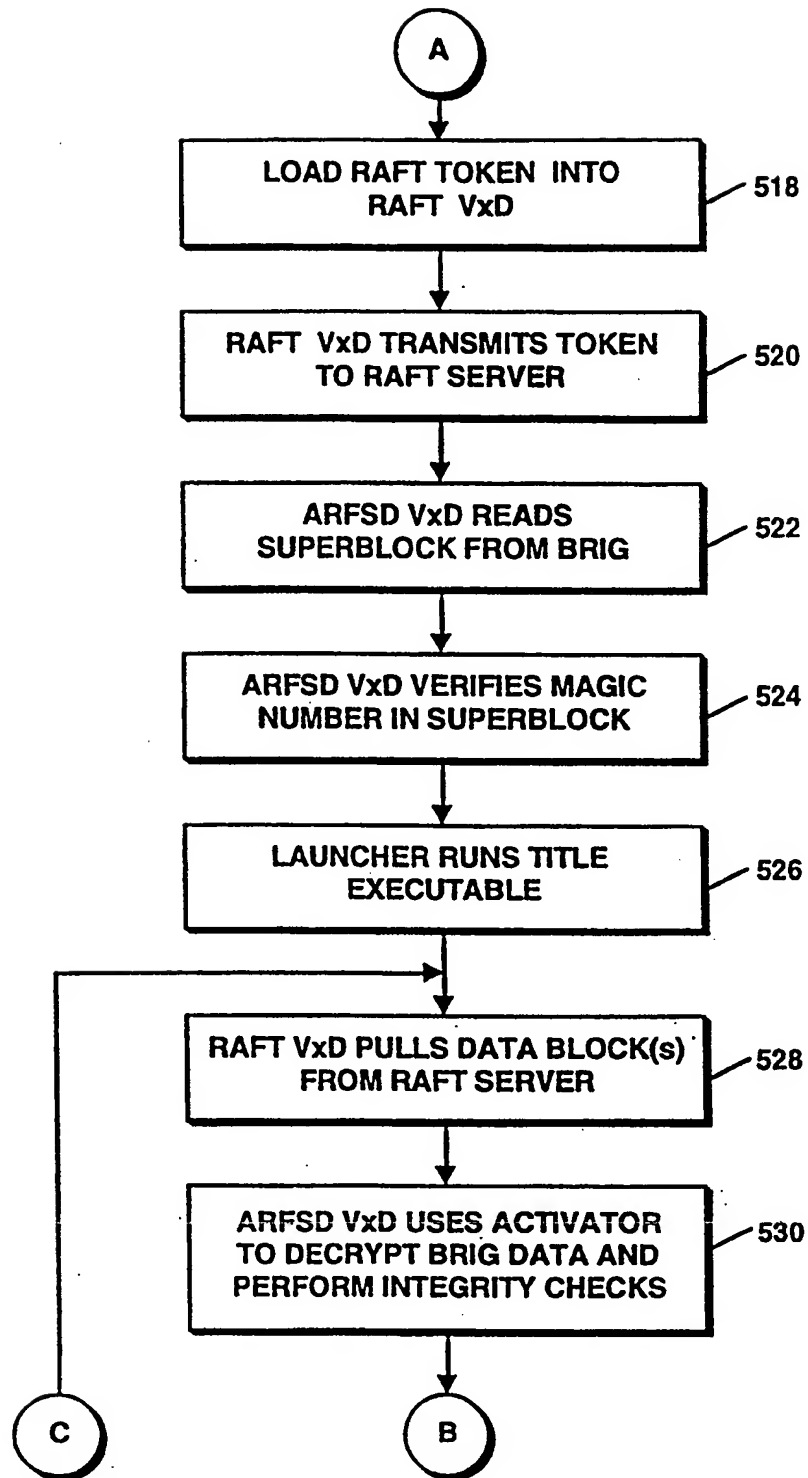 A
LOAD RAFT TOKEN INTO
RAFT VxD
518
RAFT VxD TRANSMITS TOKEN
TO RAFT SERVER
520
ARFSD VxD READS
SUPERBLOCK FROM BRIG
522
ARFSD VxD VERIFIES MAGIC
NUMBER IN SUPERBLOCK
524
LAUNCHER RUNS TITLE
EXECUTABLE
526
RAFT VxD PULLS DATA BLOCK(s)
FROM RAFT SERVER
528
ARFSD VxD USES ACTIVATOR
TO DECRYPT BRIG DATA AND
PERFORM INTEGRITY CHECKS
530
C
B